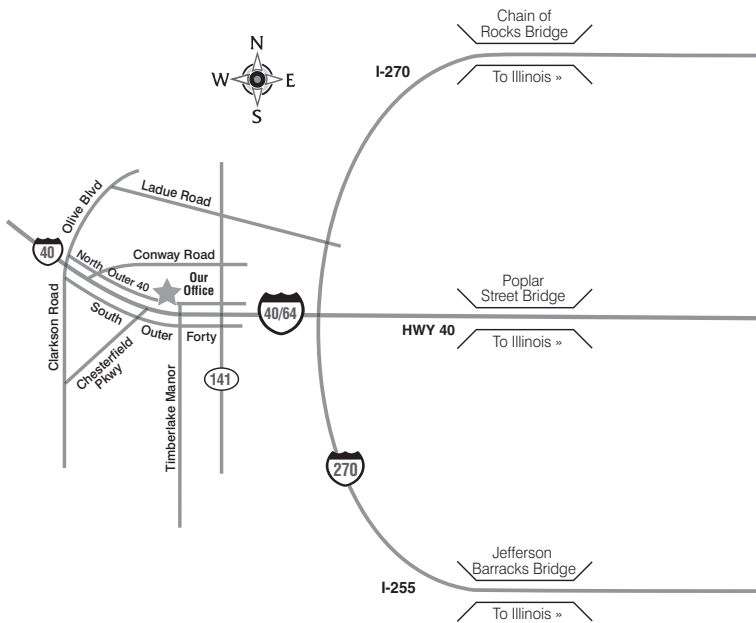 Chain of
Rocks Bridge
To Illinois »
I-270
N
W
E
S
Olive Blvd
Ladue Road
40
North Outer 40
Conway Road
Our
Office
Clarkson Road
South Outer Forty
Chesterfield
Pkwy
Timberlake Manor
141
40/64
HWY 40
Poplar
Street Bridge
To Illinois »
270
I-255
Jefferson
Barracks Bridge
To Illinois »